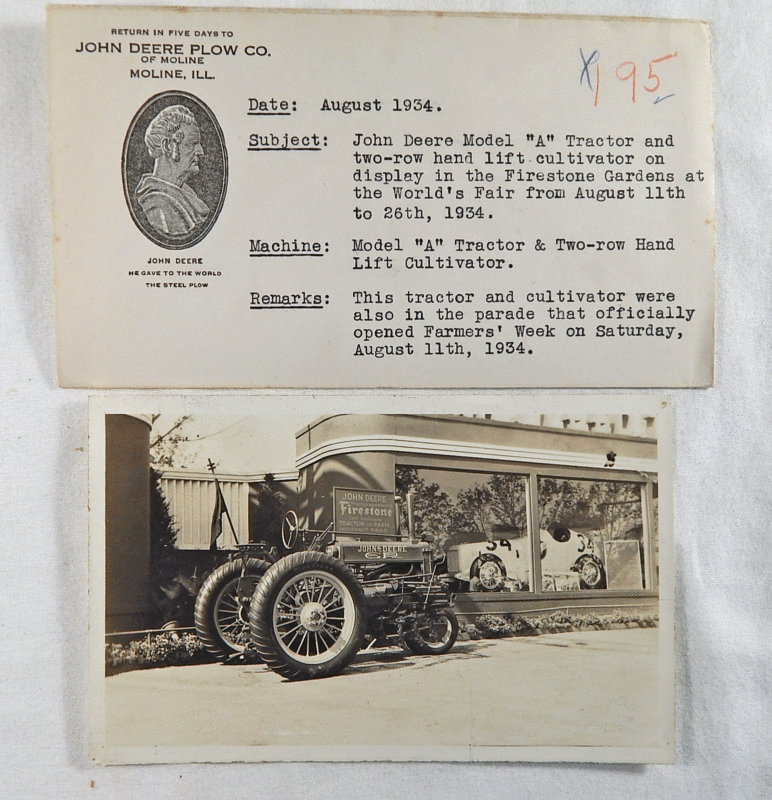 RETURN IN FIVE DAYS TO
JOHN DEERE PLOW CO.
OF MOLINE
MOLINE, ILL.
X195
Date: August 1934.
Subject: John Deere Model "A" Tractor and
two-row hand lift cultivator on
display in the Firestone Gardens at
the World's Fair from August 11th
to 26th, 1934.
JOHN DEERE
HE GAVE TO THE WORLD
THE STEEL PLOW
Machine: Model "A" Tractor & Two-row Hand
Lift Cultivator.
Remarks: This tractor and cultivator were
also in the parade that officially
opened Farmers' Week on Saturday,
August 11th, 1934.
JOHN DEERE
Firestone
TRACTOR
JOHN DEERE
34
34